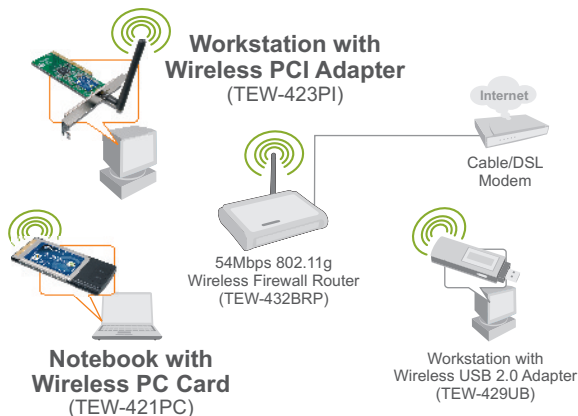 Workstation with
Wireless PCI Adapter
(TEW-423PI)
Internet
Cable/DSL
Modem
54Mbps 802.11g
Wireless Firewall Router
(TEW-432BRP)
Notebook with
Wireless PC Card
(TEW-421PC)
Workstation with
Wireless USB 2.0 Adapter
(TEW-429UB)